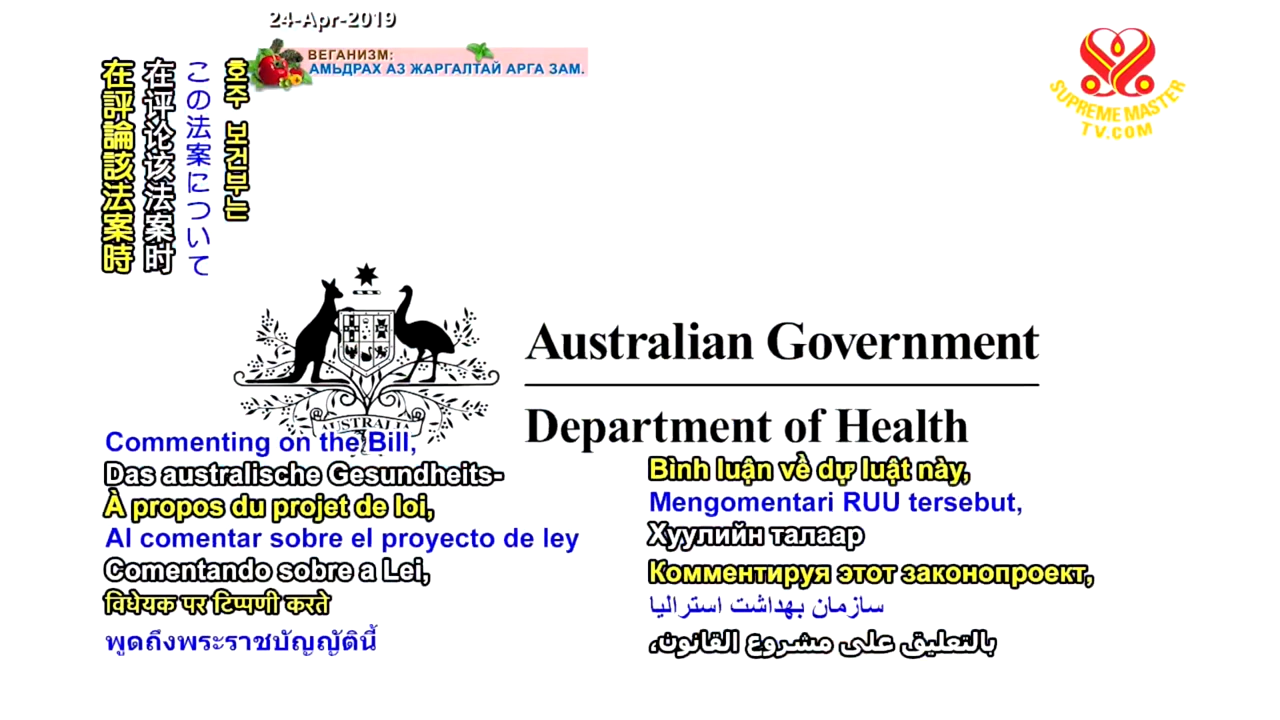 24-Apr-2019
ВЕГАНИЗМ:
АМЬДРАХ АЗ ЖАРГАЛТАЙ АРГА ЗАМ.
SUPREME MASTER
TV.COM
호주 보건부는
この法案について
在评论该法案时
在評論該法案時
Australian Government
Department of Health
AUSTRALIA
Commenting on the Bill,
Das australische Gesundheits-
À propos du projet de loi,
Al comentar sobre el proyecto de ley
Comentando sobre a Lei,
विधेयक पर टिप्पणी करते
พูดถึงพระราชบัญญัตินี้
Bình luận về dự luật này,
Mengomentari RUU tersebut,
Хуулийн талаар
Комментируя этот законопроект,
سازمان بهداشت استرالیا
بالتعليق على مشروع القانون،